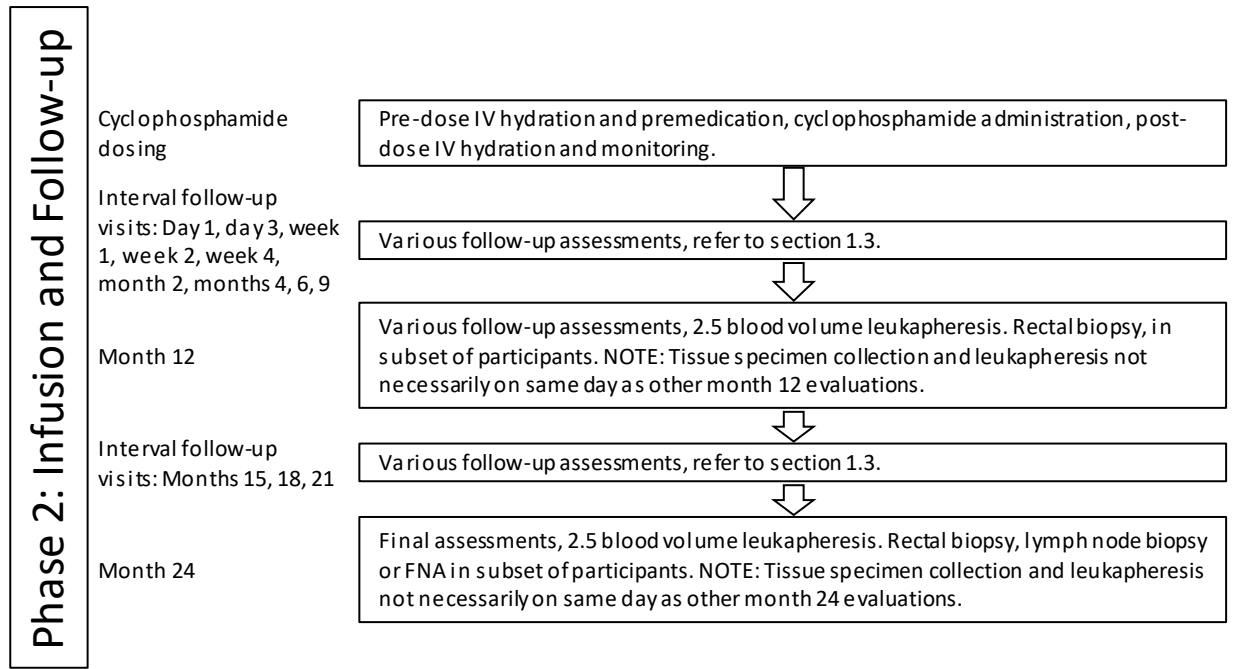 Phase 2: Infusion and Follow-up
Cyclophosphamide
dosing
Pre-dose IV hydration and premedication, cyclophosphamide administration, post-
dose IV hydration and monitoring.
Interval follow-up
visits: Day 1, day 3, week
1, week 2, week 4,
month 2, months 4, 6, 9
Various follow-up assessments, refer to section 1.3.
Month 12
Various follow-up assessments, 2.5 blood volume leukapheresis. Rectal biopsy, in
subset of participants. NOTE: Tissue specimen collection and leukapheresis not
necessarily on same day as other month 12 evaluations.
Interval follow-up
visits: Months 15, 18, 21
Various follow-up assessments, refer to section 1.3.
Month 24
Final assessments, 2.5 blood volume leukapheresis. Rectal biopsy, lymph node biopsy
or FNA in subset of participants. NOTE: Tissue specimen collection and leukapheresis
not necessarily on same day as other month 24 evaluations.